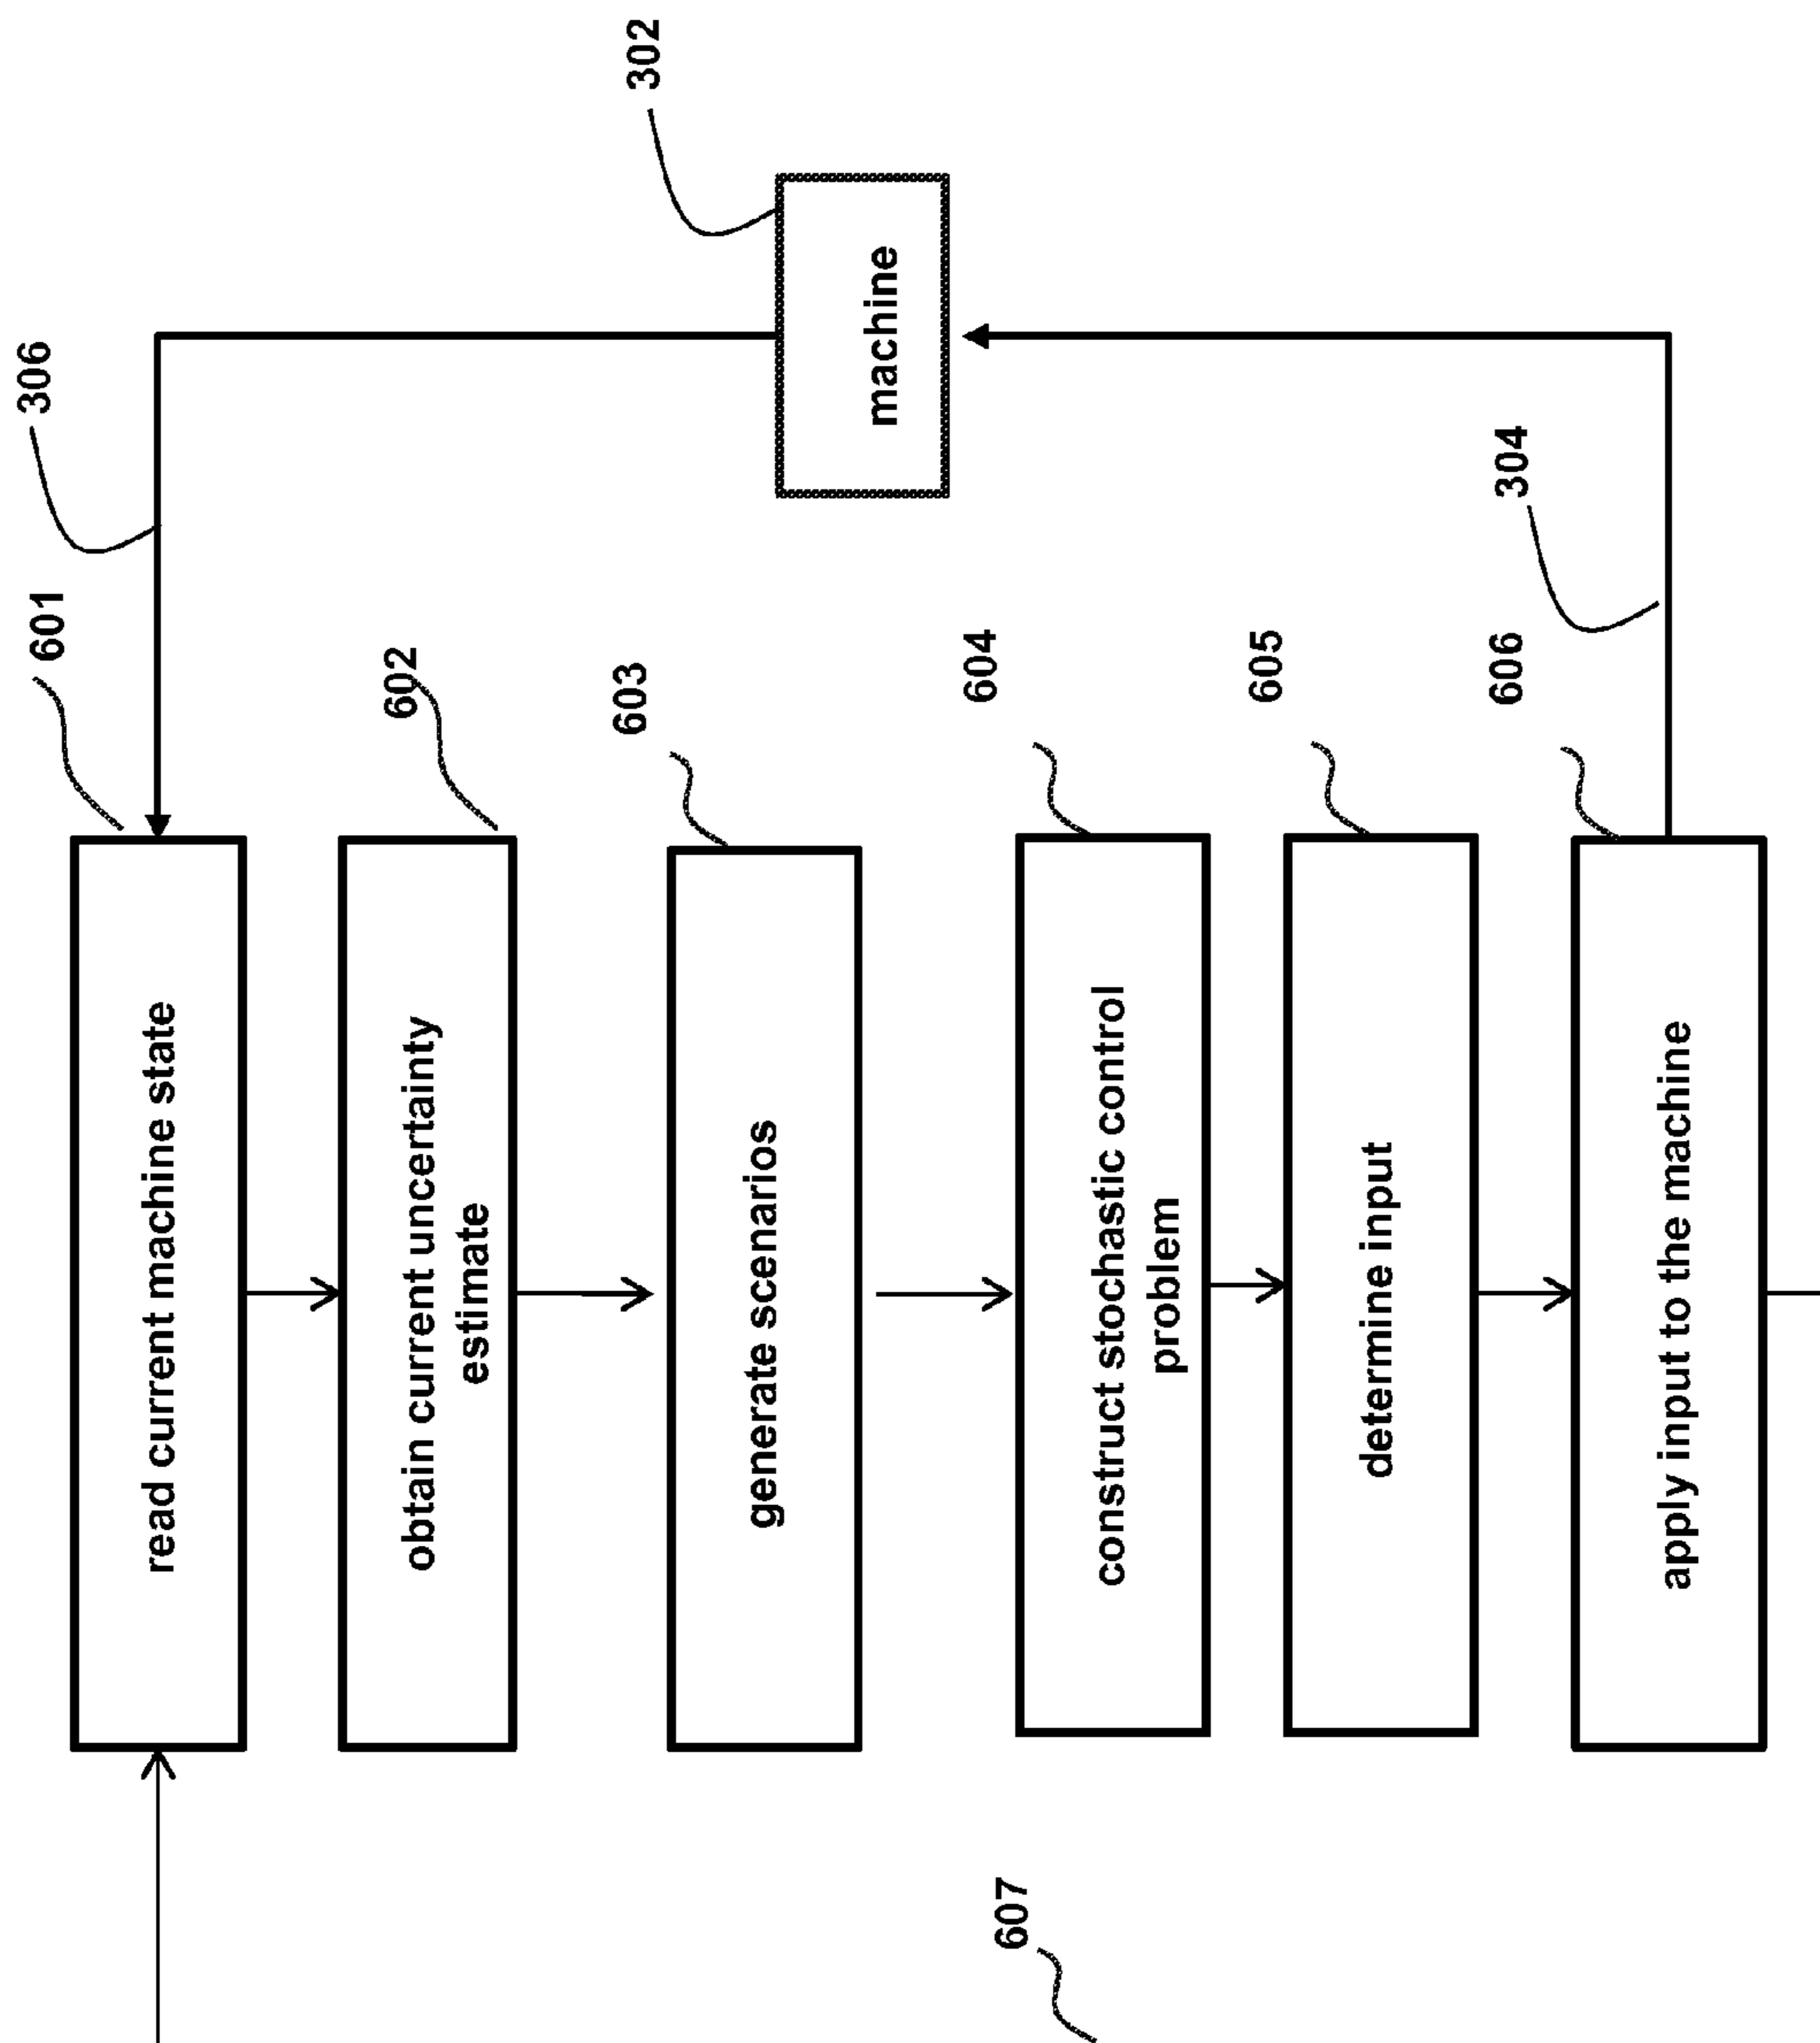 302
306
machine
304
601
read current machine state
602
obtain current uncertainty
estimate
603
generate scenarios
604
construct stochastic control
problem
605
determine input
606
apply input to the machine
607